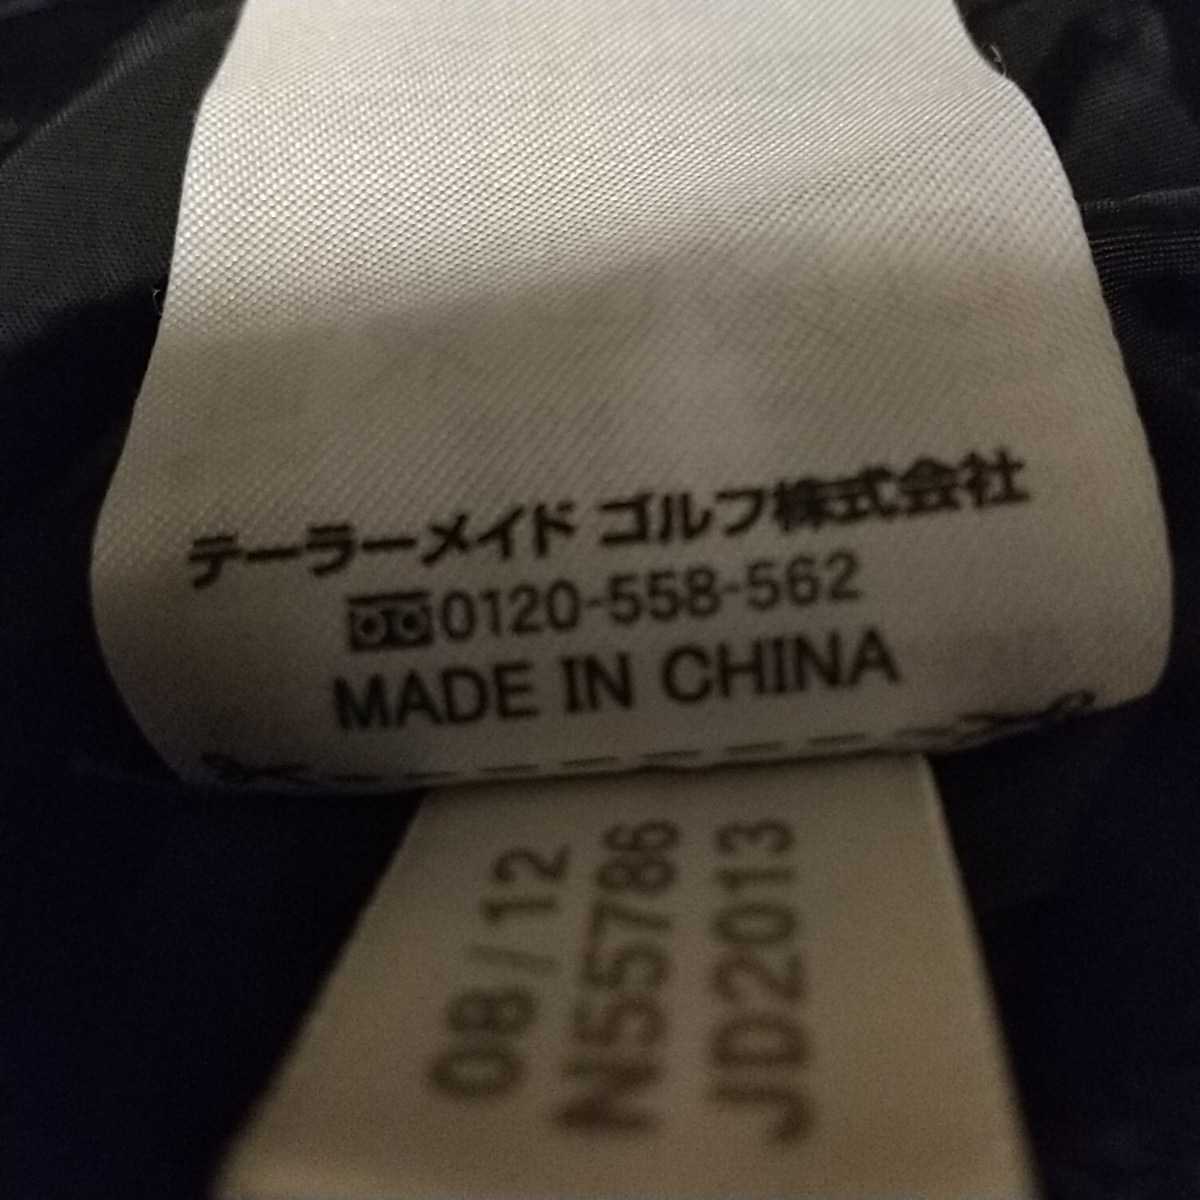 テーラーメイド ゴルフ株式会社
0120-558-562
MADE IN CHINA
08/12
N55786
JD2013